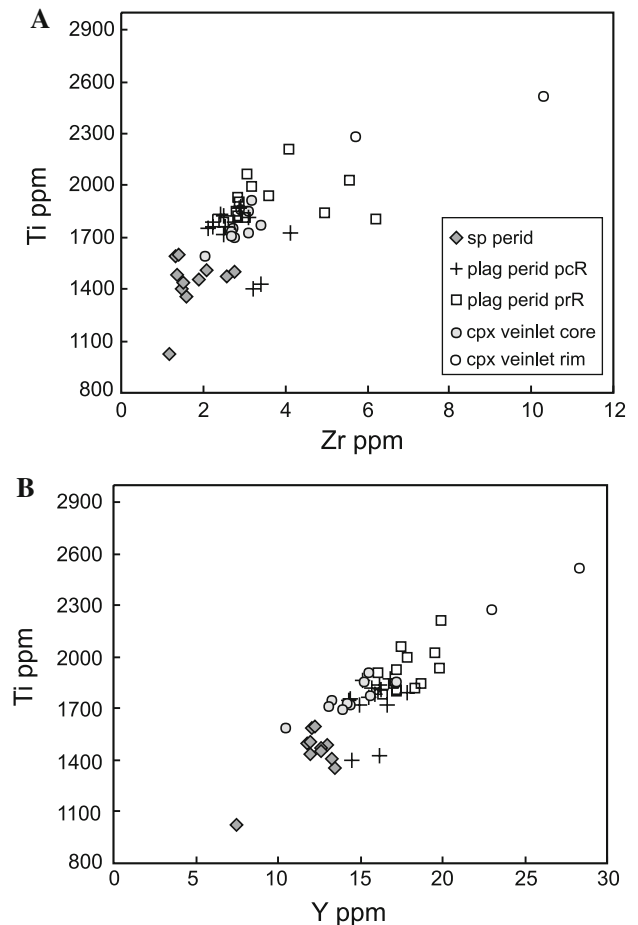 A
2900
2600
2300
2000
1700
1400
1100
800
Ti ppm
sp perid
plag perid pcR
plag perid prR
cpx veinlet core
cpx veinlet rim
0 2 4 6 8 10 12
Zr ppm
B
2900
2600
2300
2000
1700
1400
1100
800
Ti ppm
0 5 10 15 20 25 30
Y ppm